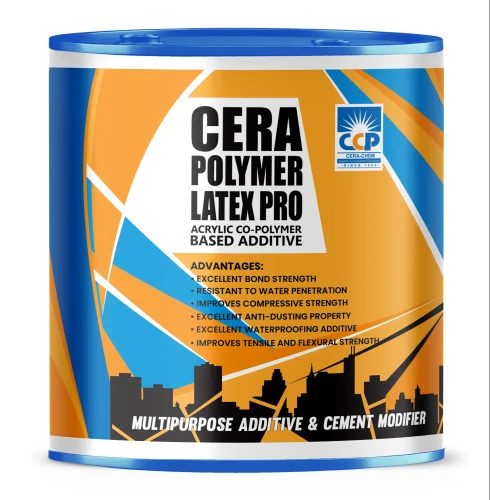 CERA
POLYMER
LATEX PRO
ACRYLIC CO-POLYMER
BASED ADDITIVE
CCP
CERA-CHEM
ADVANTAGES:
• EXCELLENT BOND STRENGTH
• RESISTANT TO WATER PENETRATION
• IMPROVES COMPRESSIVE STRENGTH
• EXCELLENT ANTI-DUSTING PROPERTY
• EXCELLENT WATERPROOFING ADDITIVE
• IMPROVES TENSILE AND FLEXURAL STRENGTH
MULTIPURPOSE ADDITIVE & CEMENT MODIFIER